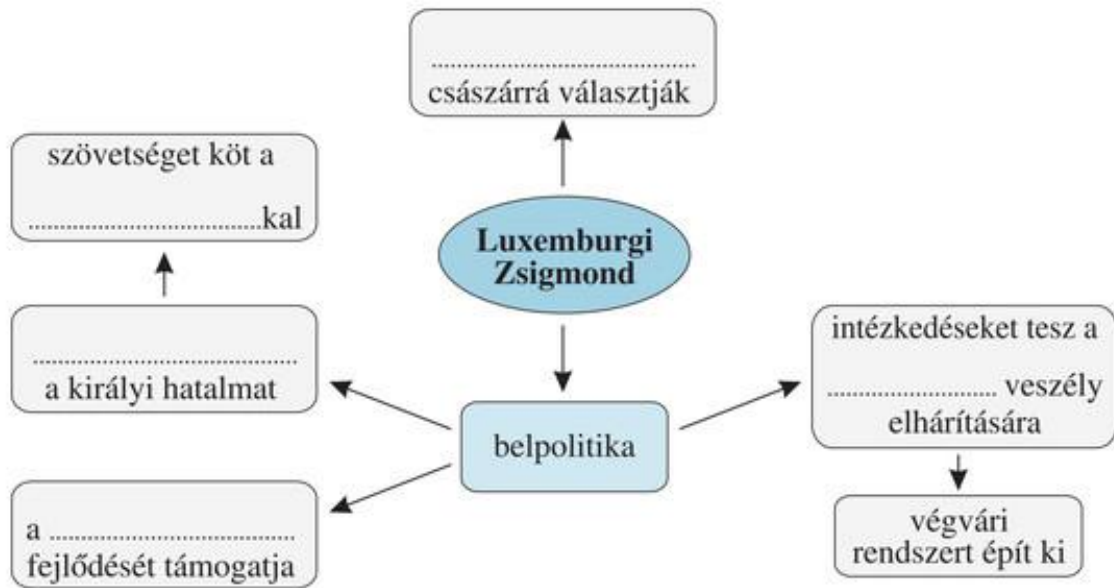 ........................................
császárrá választják
szövetséget köt a
..................................kal
Luxemburgi
Zsigmond
......................................
a királyi hatalmat
intézkedéseket tesz a
........................ veszély
elhárítására
belpolitika
a ...................................
fejlődését támogatja
végvári
rendszert épít ki